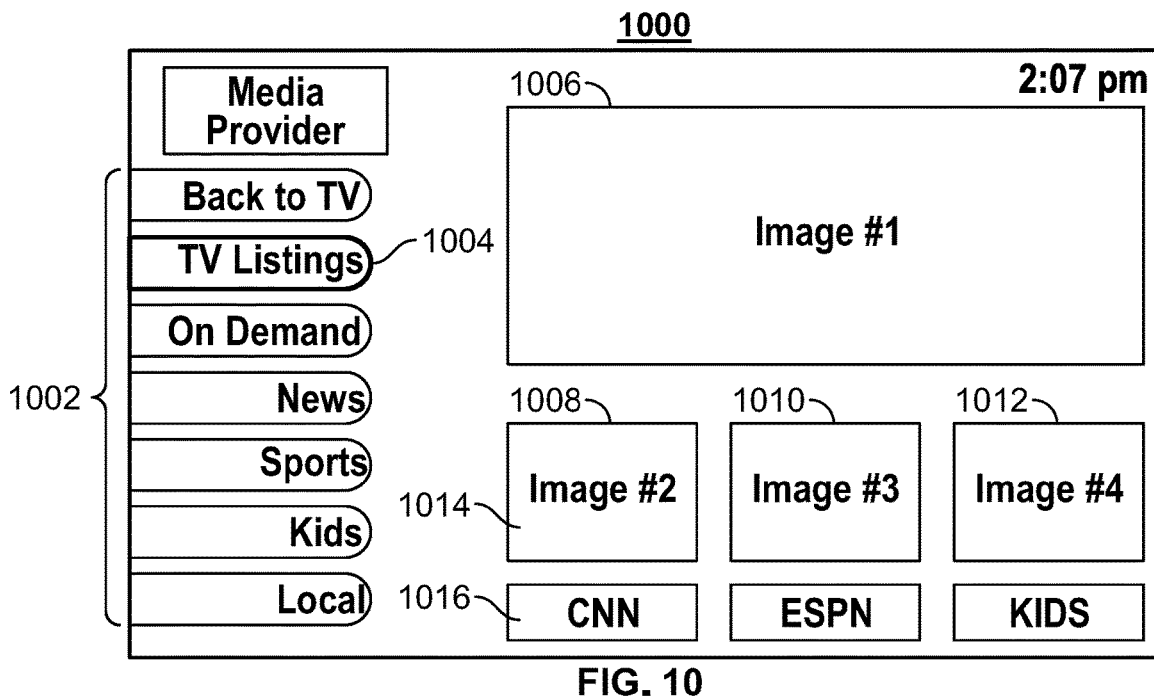 1000
Media
Provider
1006
2:07 pm
Back to TV
TV Listings
1004
On Demand
Image #1
1002
News
Sports
Kids
Local
1008
1010
1012
Image #2
Image #3
Image #4
1014
1016
CNN
ESPN
KIDS
FIG. 10